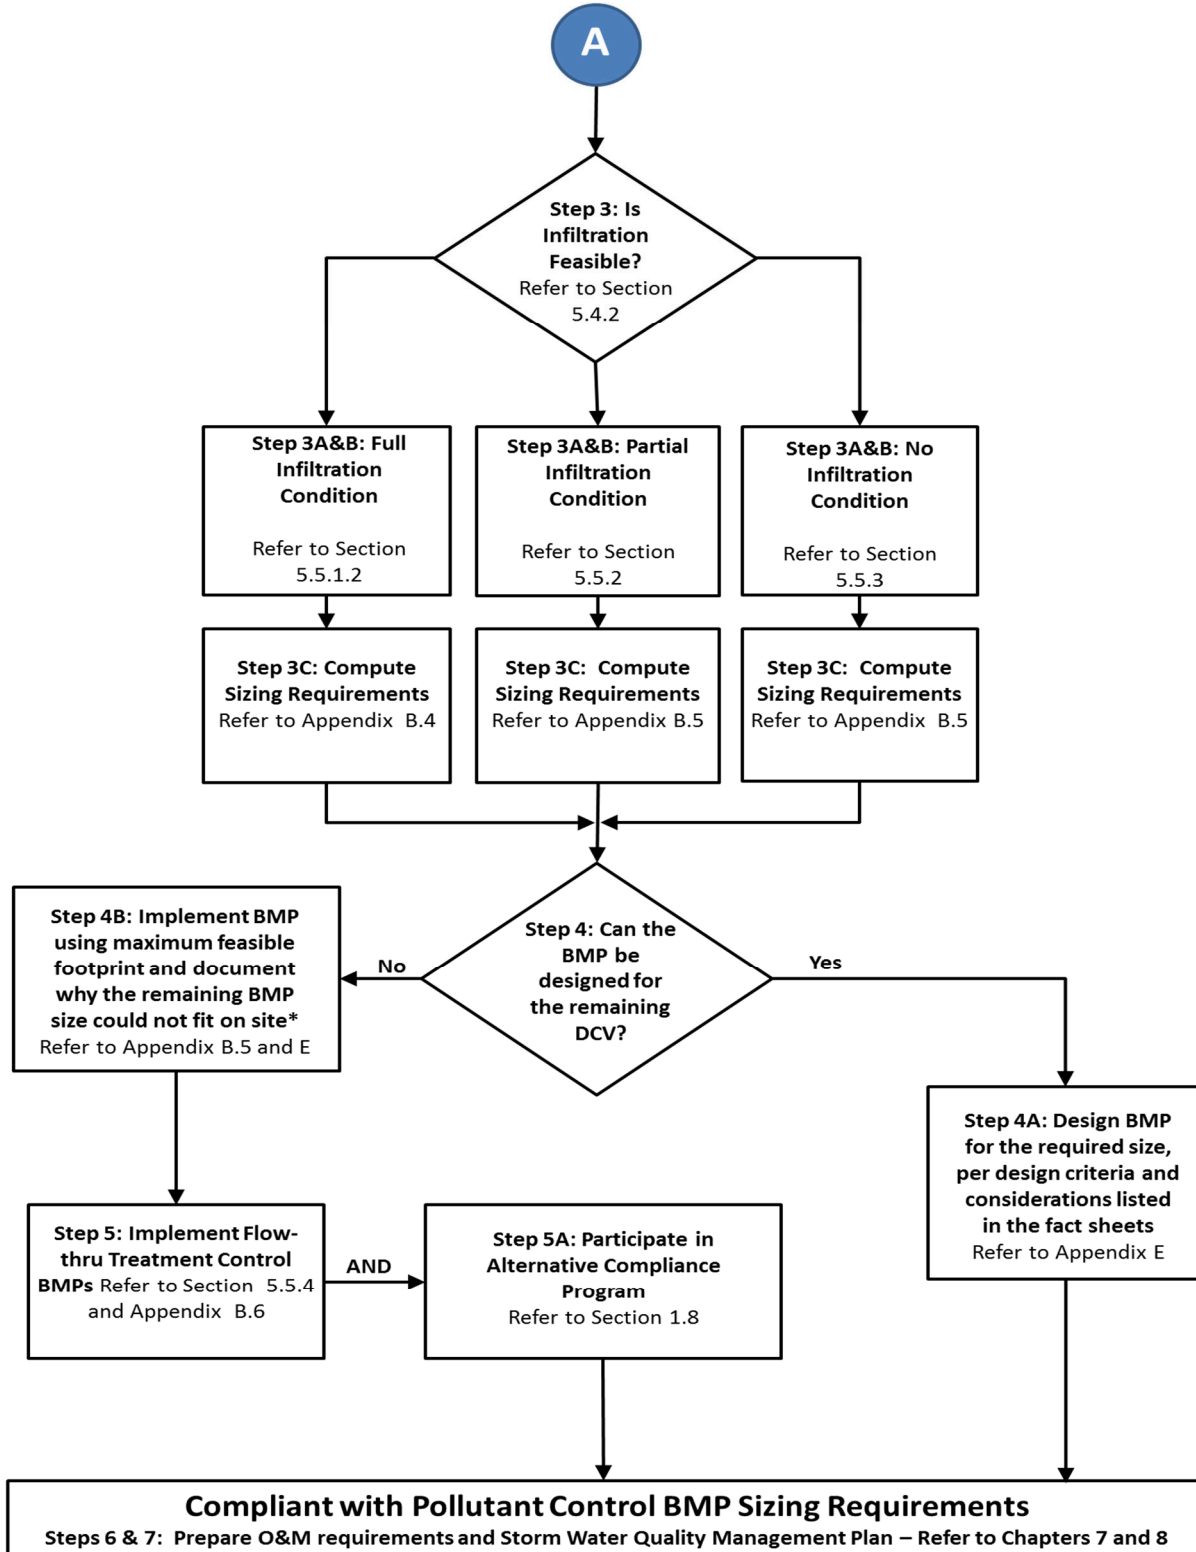 A
Step 3: Is
Infiltration
Feasible?
Refer to Section
5.4.2
Step 3A&B: Full
Infiltration
Condition
Refer to Section
5.5.1.2
Step 3A&B: Partial
Infiltration
Condition
Refer to Section
5.5.2
Step 3A&B: No
Infiltration
Condition
Refer to Section
5.5.3
Step 3C: Compute
Sizing Requirements
Refer to Appendix B.4
Step 3C: Compute
Sizing Requirements
Refer to Appendix B.5
Step 3C: Compute
Sizing Requirements
Refer to Appendix B.5
Step 4: Can the
BMP be
designed for
the remaining
DCV?
No
Yes
Step 4B: Implement BMP
using maximum feasible
footprint and document
why the remaining BMP
size could not fit on site*
Refer to Appendix B.5 and E
Step 4A: Design BMP
for the required size,
per design criteria and
considerations listed
in the fact sheets
Refer to Appendix E
Step 5: Implement Flow-
thru Treatment Control
BMPs Refer to Section 5.5.4
and Appendix B.6
AND
Step 5A: Participate in
Alternative Compliance
Program
Refer to Section 1.8
Compliant with Pollutant Control BMP Sizing Requirements
Steps 6 & 7: Prepare O&M requirements and Storm Water Quality Management Plan – Refer to Chapters 7 and 8